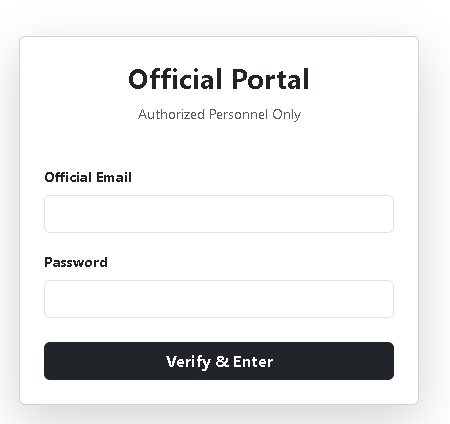 Official Portal
Authorized Personnel Only
Official Email
Password
Verify & Enter